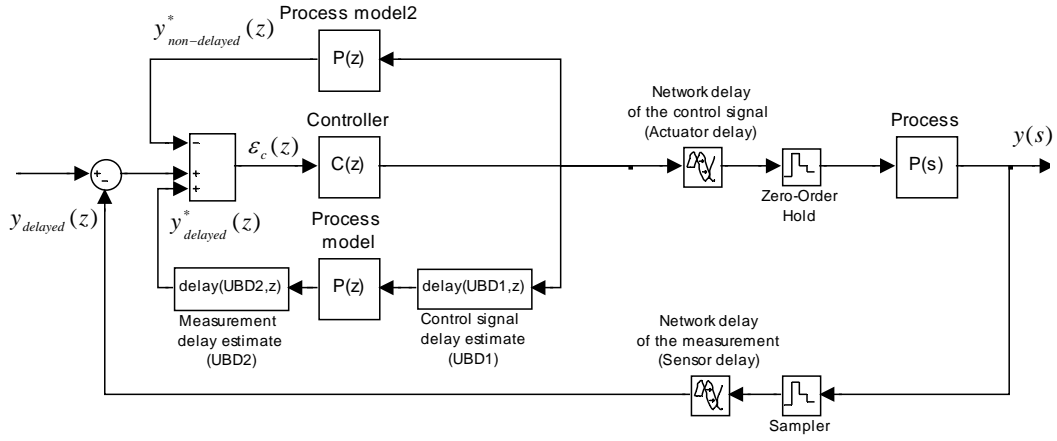 Process model2
y*non-delayed(z)
P(z)
Network delay
of the control signal
(Actuator delay)
Controller
εc(z)
C(z)
Process
y(s)
P(s)
Zero-Order
Hold
+
-
-
+
+
ydelayed(z)
y*delayed(z)
Process
model
delay(UBD2,z)
P(z)
delay(UBD1,z)
Measurement
delay estimate
(UBD2)
Control signal
delay estimate
(UBD1)
Network delay
of the measurement
(Sensor delay)
Sampler